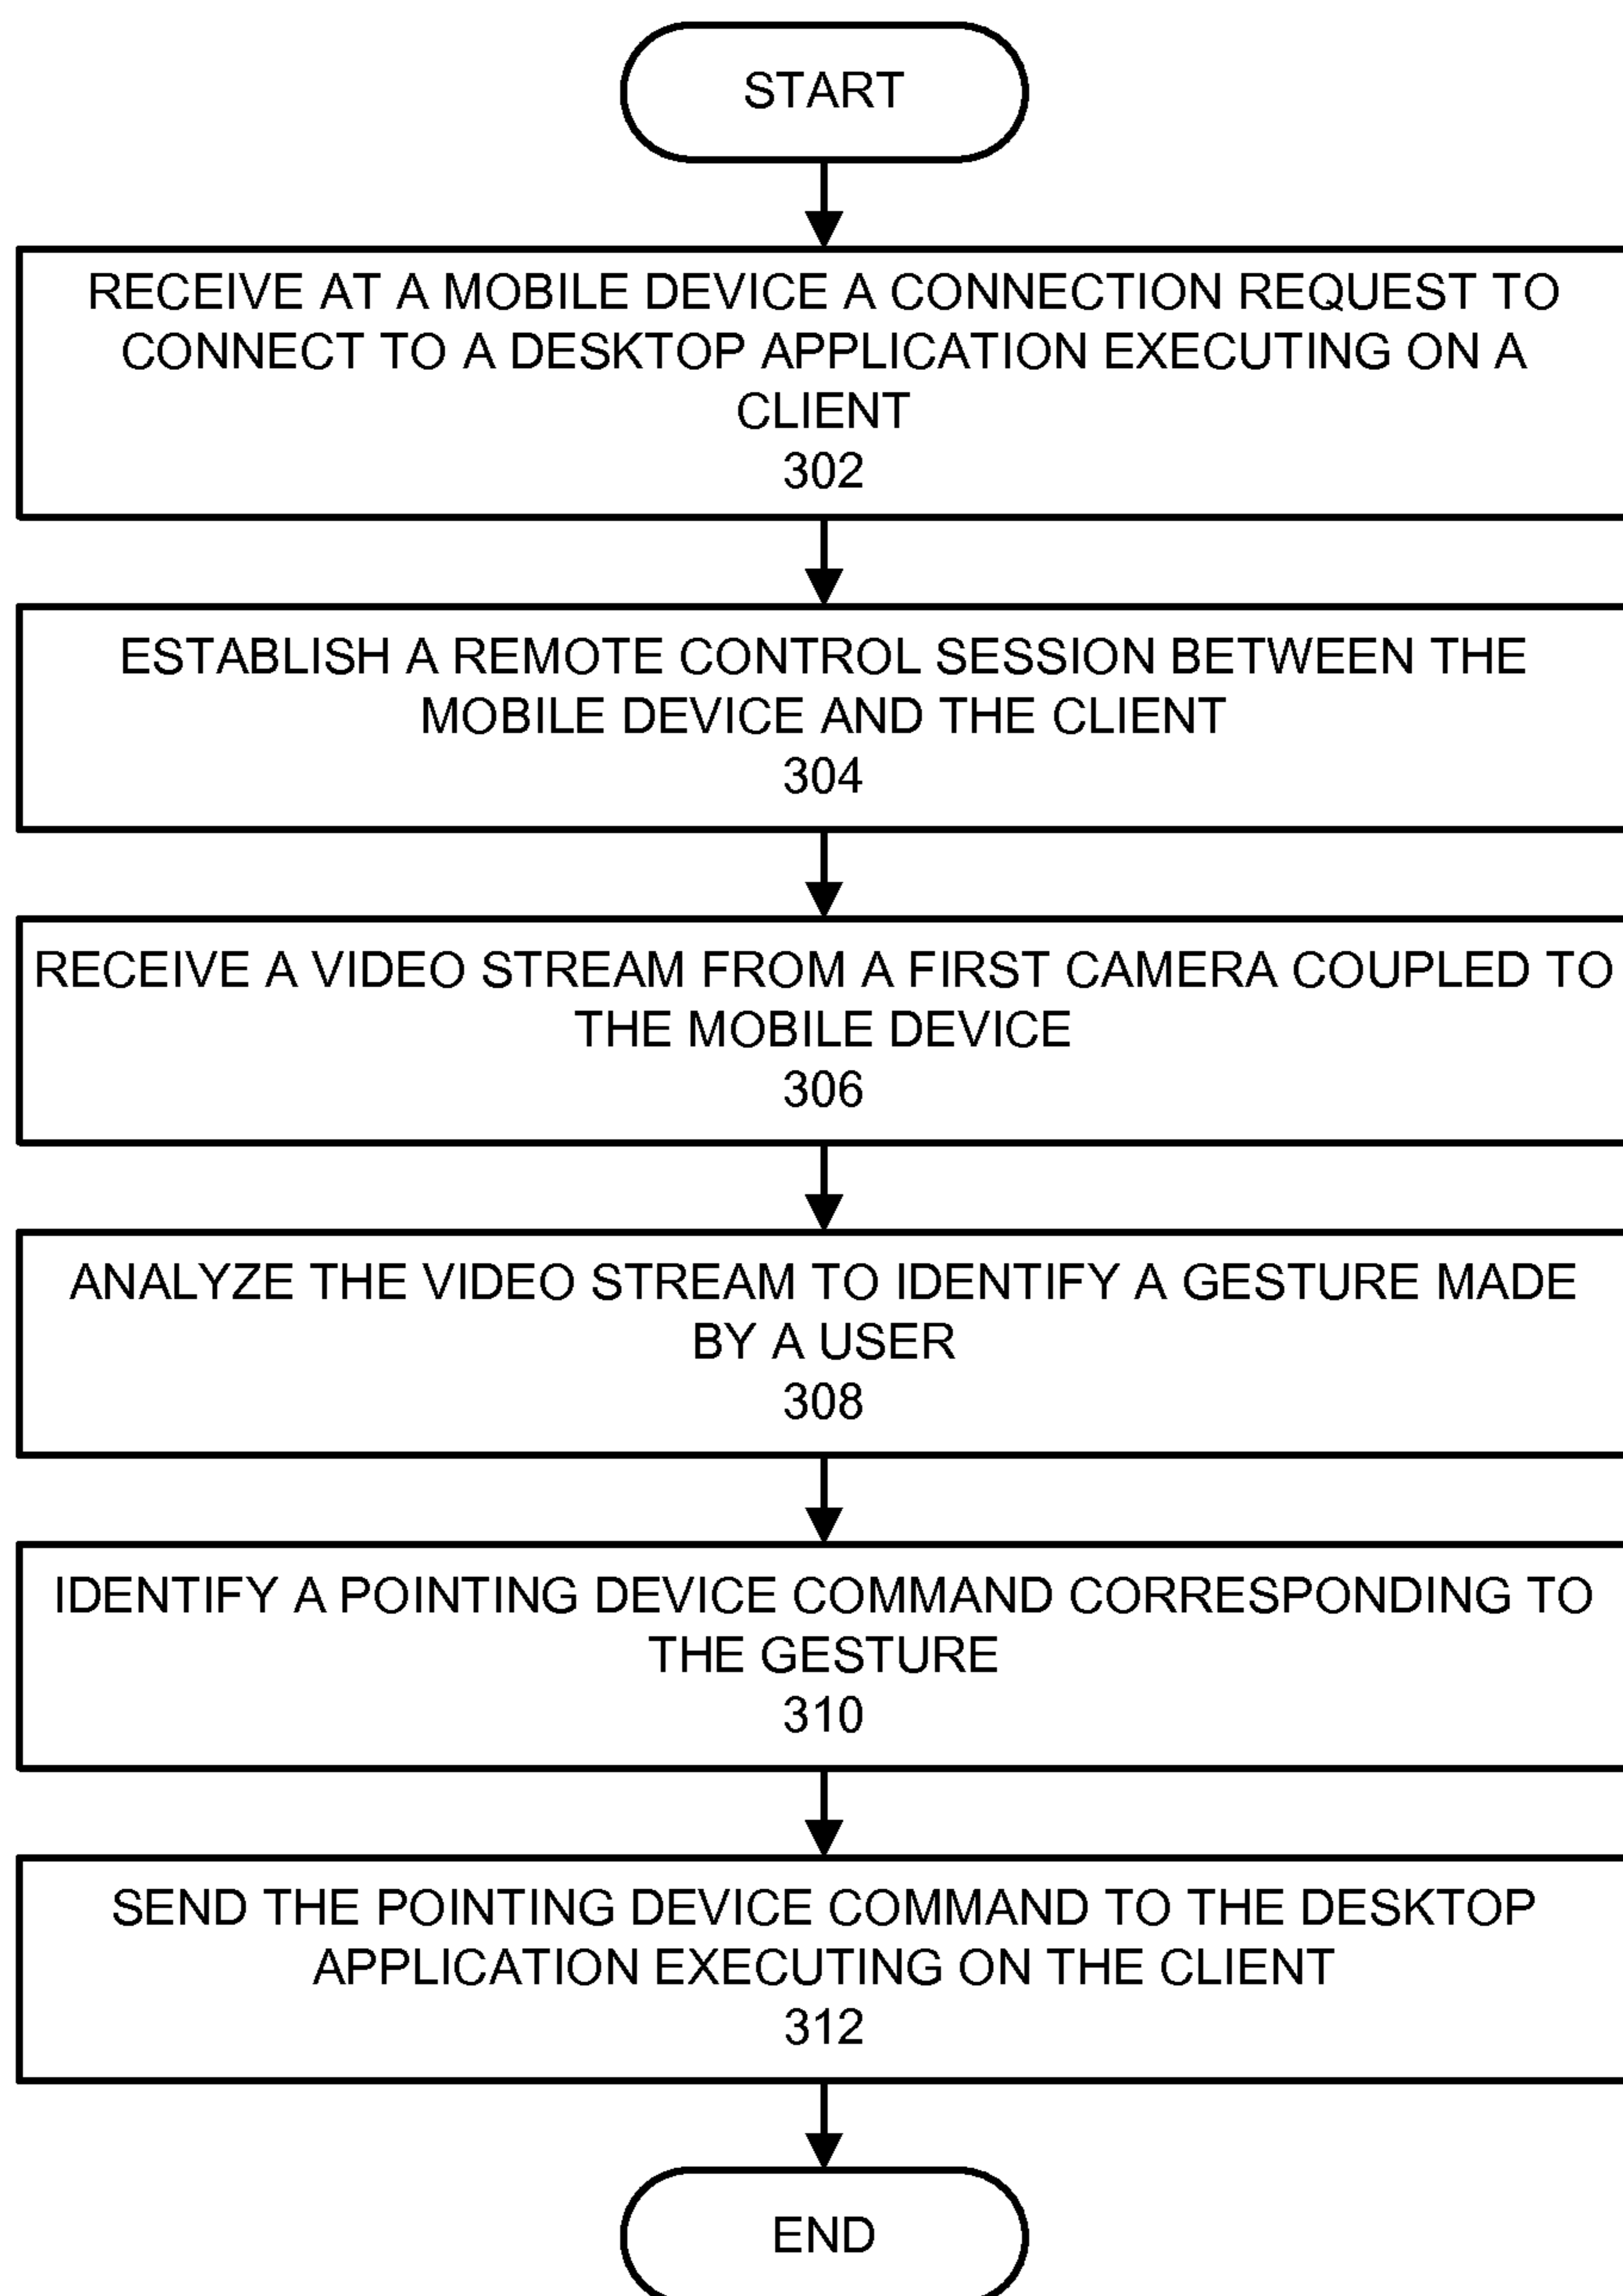 START
RECEIVE AT A MOBILE DEVICE A CONNECTION REQUEST TO
CONNECT TO A DESKTOP APPLICATION EXECUTING ON A
CLIENT
302
ESTABLISH A REMOTE CONTROL SESSION BETWEEN THE
MOBILE DEVICE AND THE CLIENT
304
RECEIVE A VIDEO STREAM FROM A FIRST CAMERA COUPLED TO
THE MOBILE DEVICE
306
ANALYZE THE VIDEO STREAM TO IDENTIFY A GESTURE MADE
BY A USER
308
IDENTIFY A POINTING DEVICE COMMAND CORRESPONDING TO
THE GESTURE
310
SEND THE POINTING DEVICE COMMAND TO THE DESKTOP
APPLICATION EXECUTING ON THE CLIENT
312
END